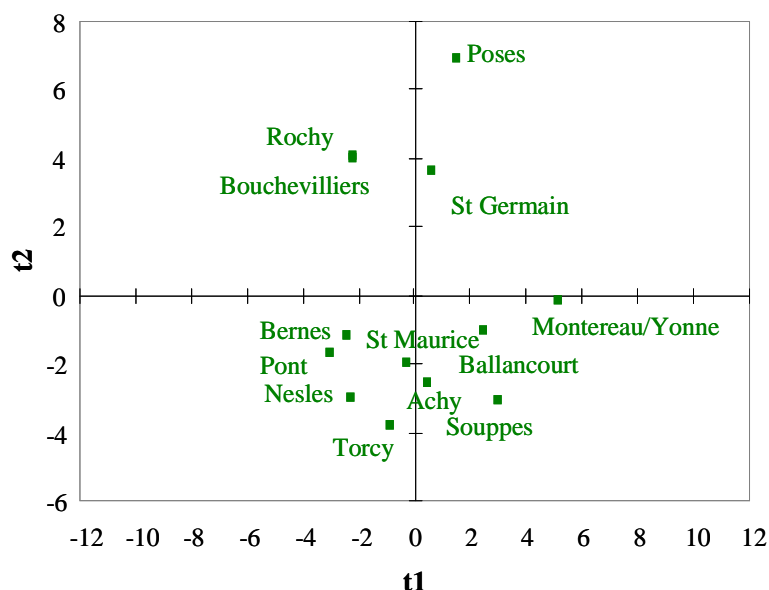 8
Poses
6
Rochy
4
Bouchevilliers
St Germain
2
t2
0
Montereau/Yonne
Bernes
St Maurice
-2
Pont
Ballancourt
Nesles
Achy
Souppes
-4
Torcy
-6
-12 -10 -8 -6 -4 -2 0 2 4 6 8 10 12
t1